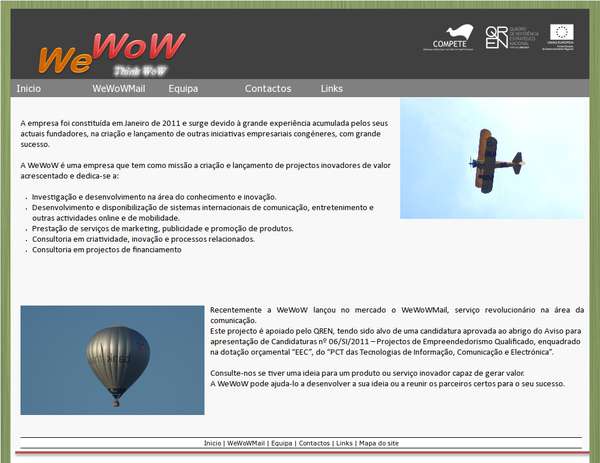 WeWoW
Think WoW
COMPETE
QR
EN
QUADRO
DE REFERÊNCIA
ESTRATÉGICO
NACIONAL
UNIÃO EUROPEIA
Inicio WeWoWMail Equipa Contactos Links
A empresa foi constituída em Janeiro de 2011 e surge devido à grande experiência acumulada pelos seus
actuais fundadores, na criação e lançamento de outras iniciativas empresariais congéneres, com grande
sucesso.
A WeWoW é uma empresa que tem como missão a criação e lançamento de projectos inovadores de valor
acrescentado e dedica-se a:
Investigação e desenvolvimento na área do conhecimento e inovação.
Desenvolvimento e disponibilização de sistemas internacionais de comunicação, entretenimento e
outras actividades online e de mobilidade.
Prestação de serviços de marketing, publicidade e promoção de produtos.
Consultoria em criatividade, inovação e processos relacionados.
Consultoria em projectos de financiamento
Recentemente a WeWoW lançou no mercado o WeWoWMail, serviço revolucionário na área da
comunicação.
Este projecto é apoiado pelo QREN, tendo sido alvo de uma candidatura aprovada ao abrigo do Aviso para
apresentação de Candidaturas nº 06/SI/2011 – Projectos de Empreendedorismo Qualificado, enquadrado
na dotação orçamental "EEC", do "PCT das Tecnologias de Informação, Comunicação e Electrónica".
Consulte-nos se tiver uma ideia para um produto ou serviço inovador capaz de gerar valor.
A WeWoW pode ajuda-lo a desenvolver a sua ideia ou a reunir os parceiros certos para o seu sucesso.
Inicio | WeWoWMail | Equipa | Contactos | Links | Mapa do site